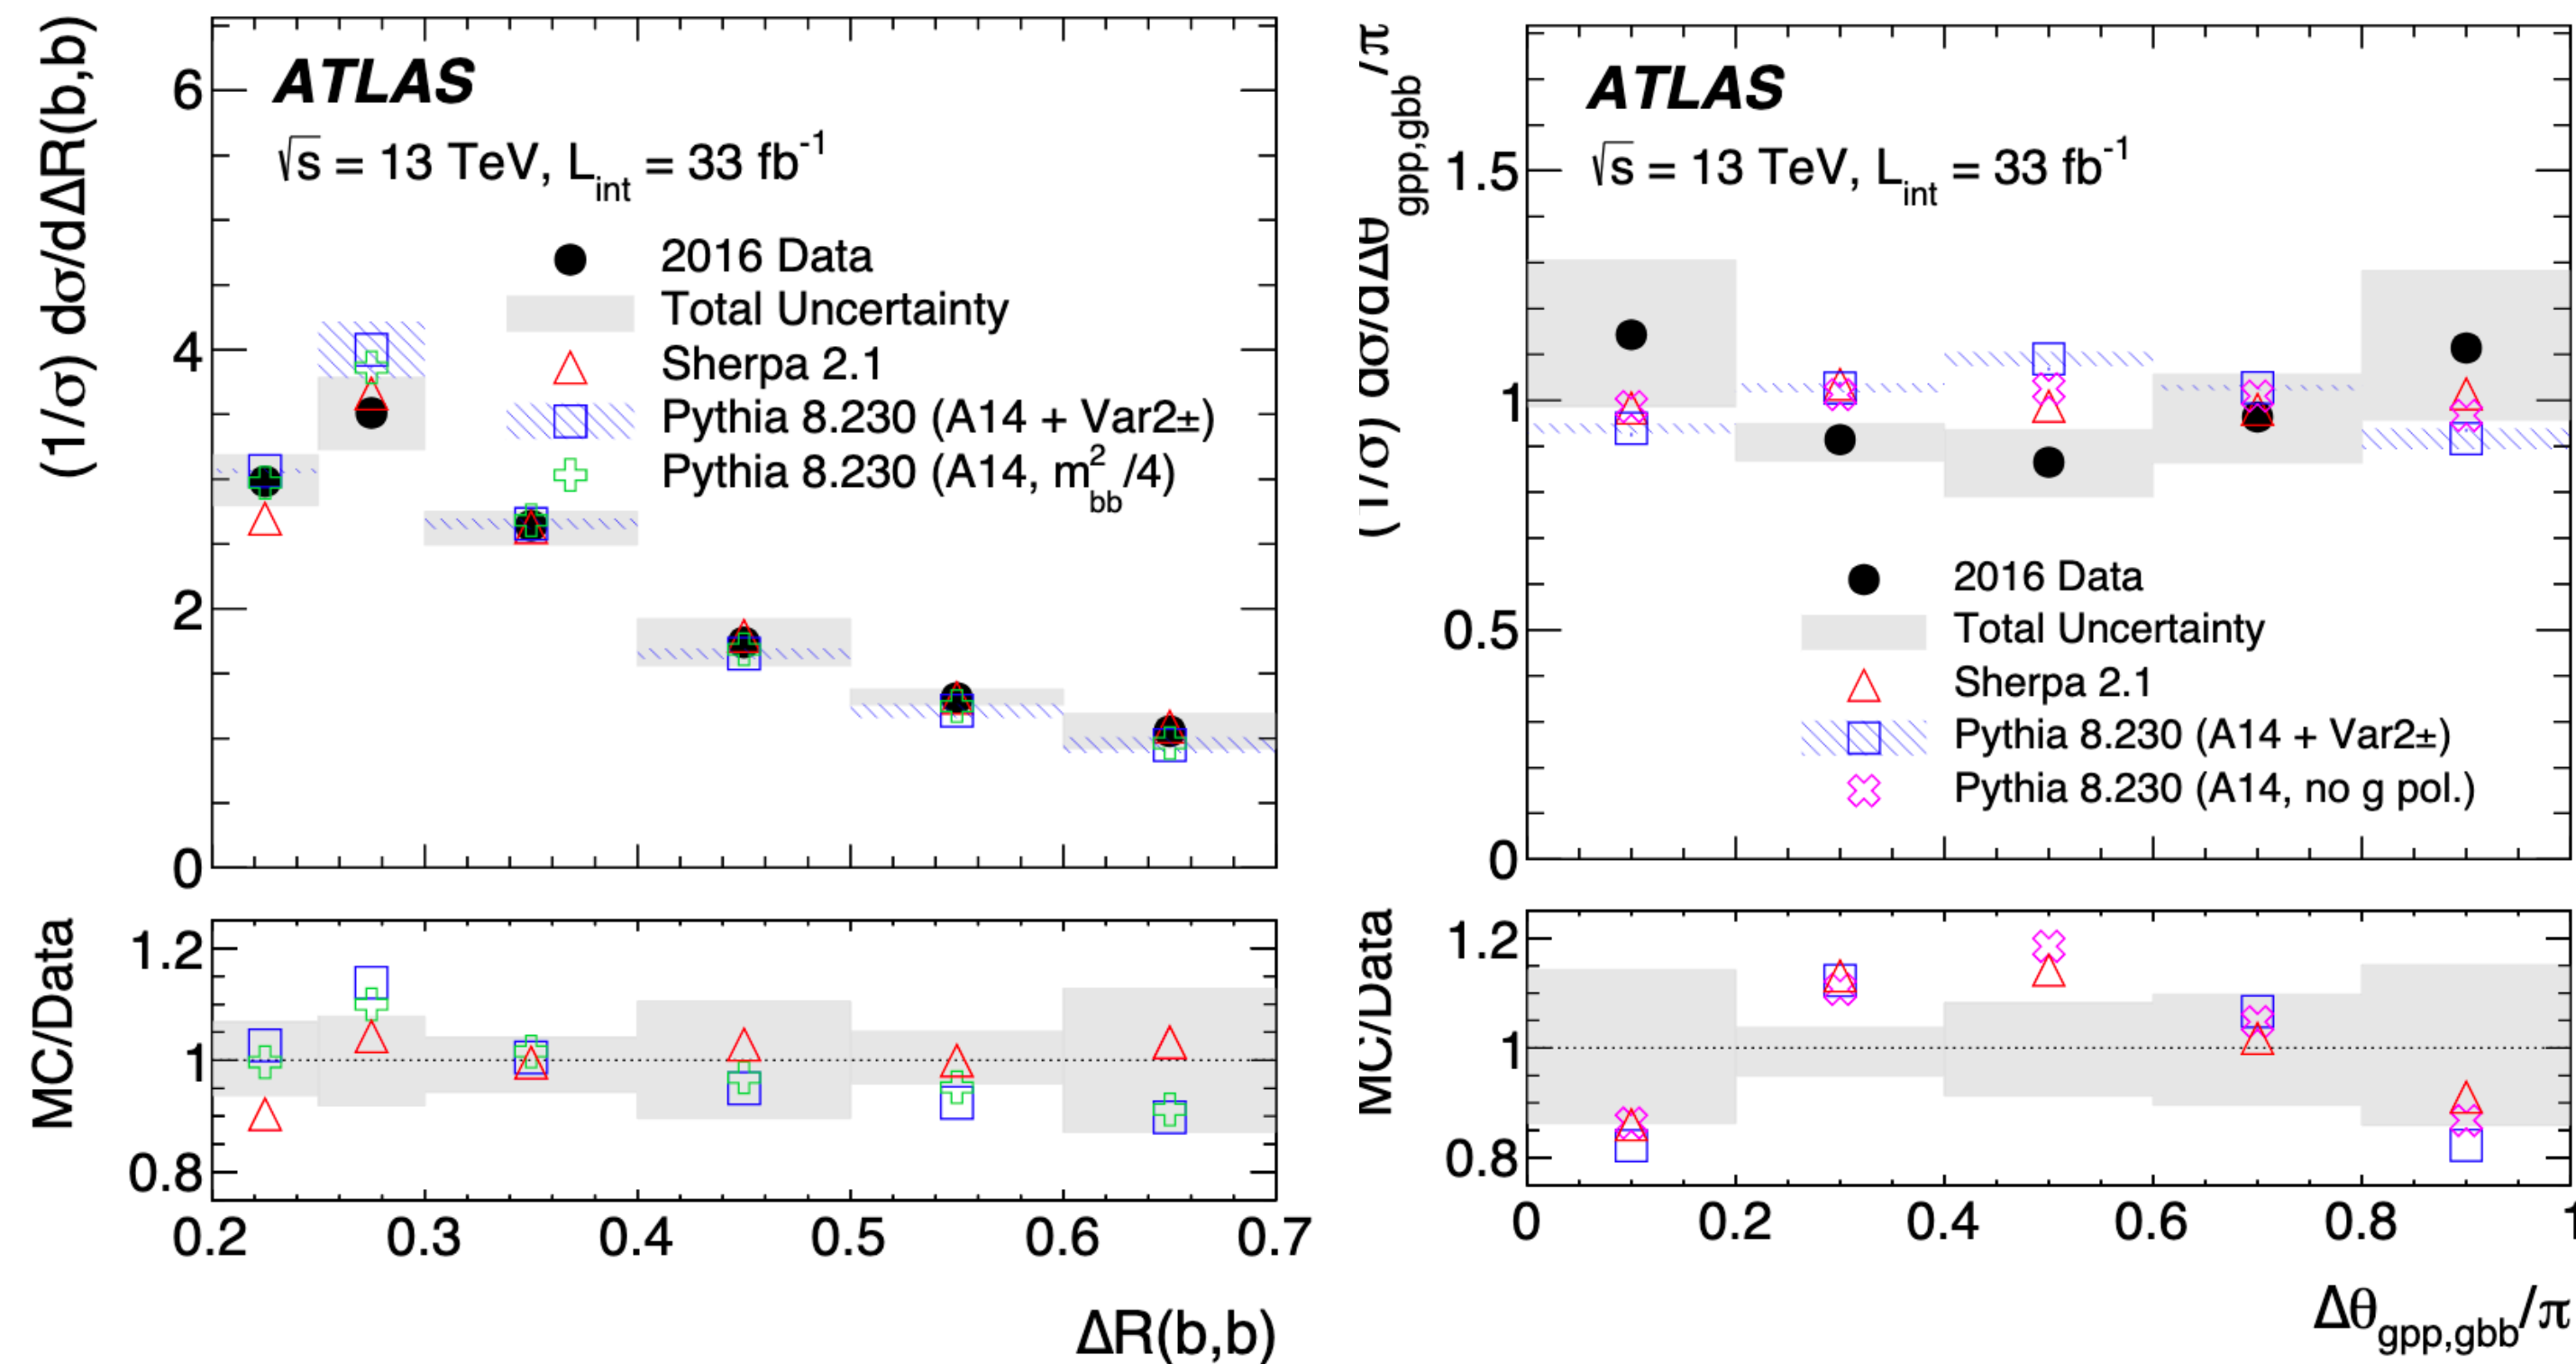 (1/σ) dσ/dΔR(b,b)
6
4
2
0
ATLAS
√s = 13 TeV, L_int = 33 fb^-1
2016 Data
Total Uncertainty
Sherpa 2.1
Pythia 8.230 (A14 + Var2±)
Pythia 8.230 (A14, m²_bb/4)
MC/Data
1.2
1
0.8
0.2 0.3 0.4 0.5 0.6 0.7
ΔR(b,b)
(1/σ) dσ/dΔθ_gpp,gbb/π
1.5
1
0.5
0
ATLAS
√s = 13 TeV, L_int = 33 fb^-1
2016 Data
Total Uncertainty
Sherpa 2.1
Pythia 8.230 (A14 + Var2±)
Pythia 8.230 (A14, no g pol.)
MC/Data
1.2
1
0.8
0 0.2 0.4 0.6 0.8 1
Δθ_gpp,gbb/π